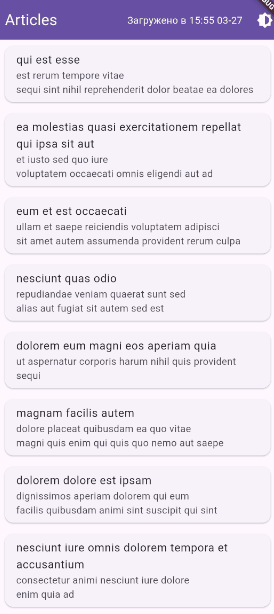 Articles
Загружено в 15:55 03-27
qui est esse
est rerum tempore vitae
sequi sint nihil reprehenderit dolor beatae ea dolores
ea molestias quasi exercitationem repellat
qui ipsa sit aut
et iusto sed quo iure
voluptatem occaecati omnis eligendi aut ad
eum et est occaecati
ullam et saepe reiciendis voluptatem adipisci
sit amet autem assumenda provident rerum culpa
nesciunt quas odio
repudiandae veniam quaerat sunt sed
alias aut fugiat sit autem sed est
dolorem eum magni eos aperiam quia
ut aspernatur corporis harum nihil quis provident
sequi
magnam facilis autem
dolore placeat quibusdam ea quo vitae
magni quis enim qui quis quo nemo aut saepe
dolorem dolore est ipsam
dignissimos aperiam dolorem qui eum
facilis quibusdam animi sint suscipit qui sint
nesciunt iure omnis dolorem tempora et
accusantium
consectetur animi nesciunt iure dolore
enim quia ad